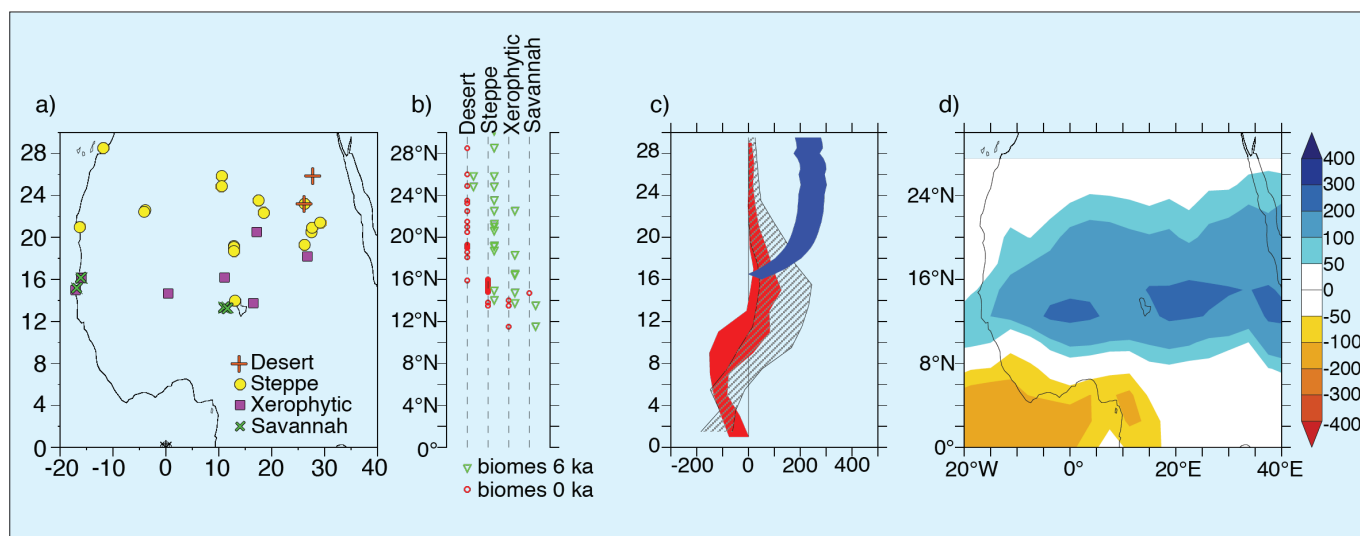 a)
28
24
20
16
12
8
4
0
-20 -10 0 10 20 30 40
Desert
Steppe
Xerophytic
Savannah
b)
Desert
Steppe
Xerophytic
Savannah
28°N
24°N
20°N
16°N
12°N
8°N
4°N
0°
biomes 6 ka
biomes 0 ka
c)
28
24
20
16
12
8
4
0
-200 0 200 400
d)
24°N
16°N
8°N
0°
20°W 0° 20°E 40°E
400
300
200
100
50
0
-50
-100
-200
-300
-400